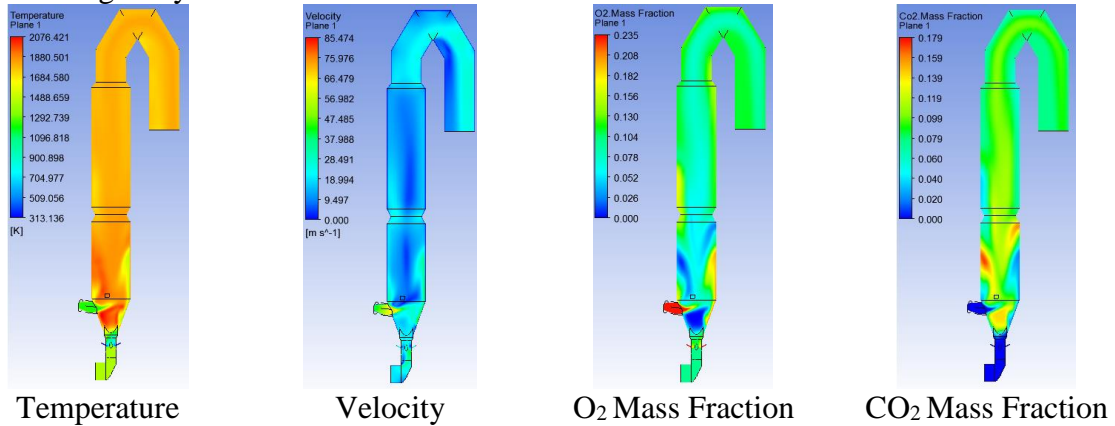 Temperature
Plane 1
2076.421
1880.501
1684.580
1488.659
1292.739
1096.818
900.898
704.977
509.056
313.136
[K]
Velocity
Plane 1
85.474
75.976
66.479
56.982
47.485
37.988
28.491
18.994
9.497
0.000
[m s^-1]
O2.Mass Fraction
Plane 1
0.235
0.208
0.182
0.156
0.130
0.104
0.078
0.052
0.026
0.000
Co2.Mass Fraction
Plane 1
0.179
0.159
0.139
0.119
0.099
0.079
0.060
0.040
0.020
0.000
Temperature
Velocity
O₂ Mass Fraction
CO₂ Mass Fraction